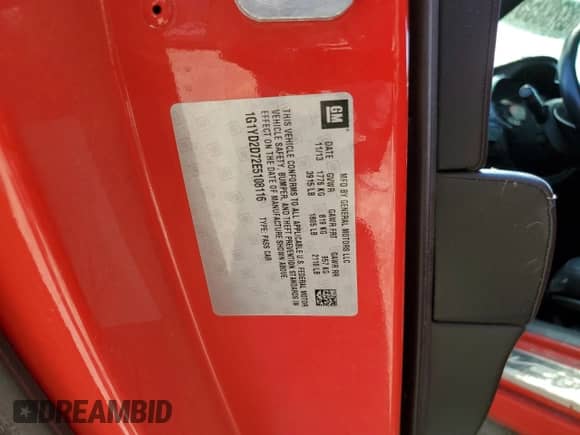 GM
MFD BY GENERAL MOTORS LLC
DATE GVWR GAWR FRT GAWR RR
11/13 1776 KG 819 KG 957 KG
3915 LB 1805 LB 2110 LB
THIS VEHICLE CONFORMS TO ALL APPLICABLE U.S. FEDERAL MOTOR
VEHICLE SAFETY, BUMPER, AND THEFT PREVENTION STANDARDS IN
EFFECT ON THE DATE OF MANUFACTURE SHOWN ABOVE.
1G1YD2D72E5108116 TYPE: PASS CAR
DREAMBID